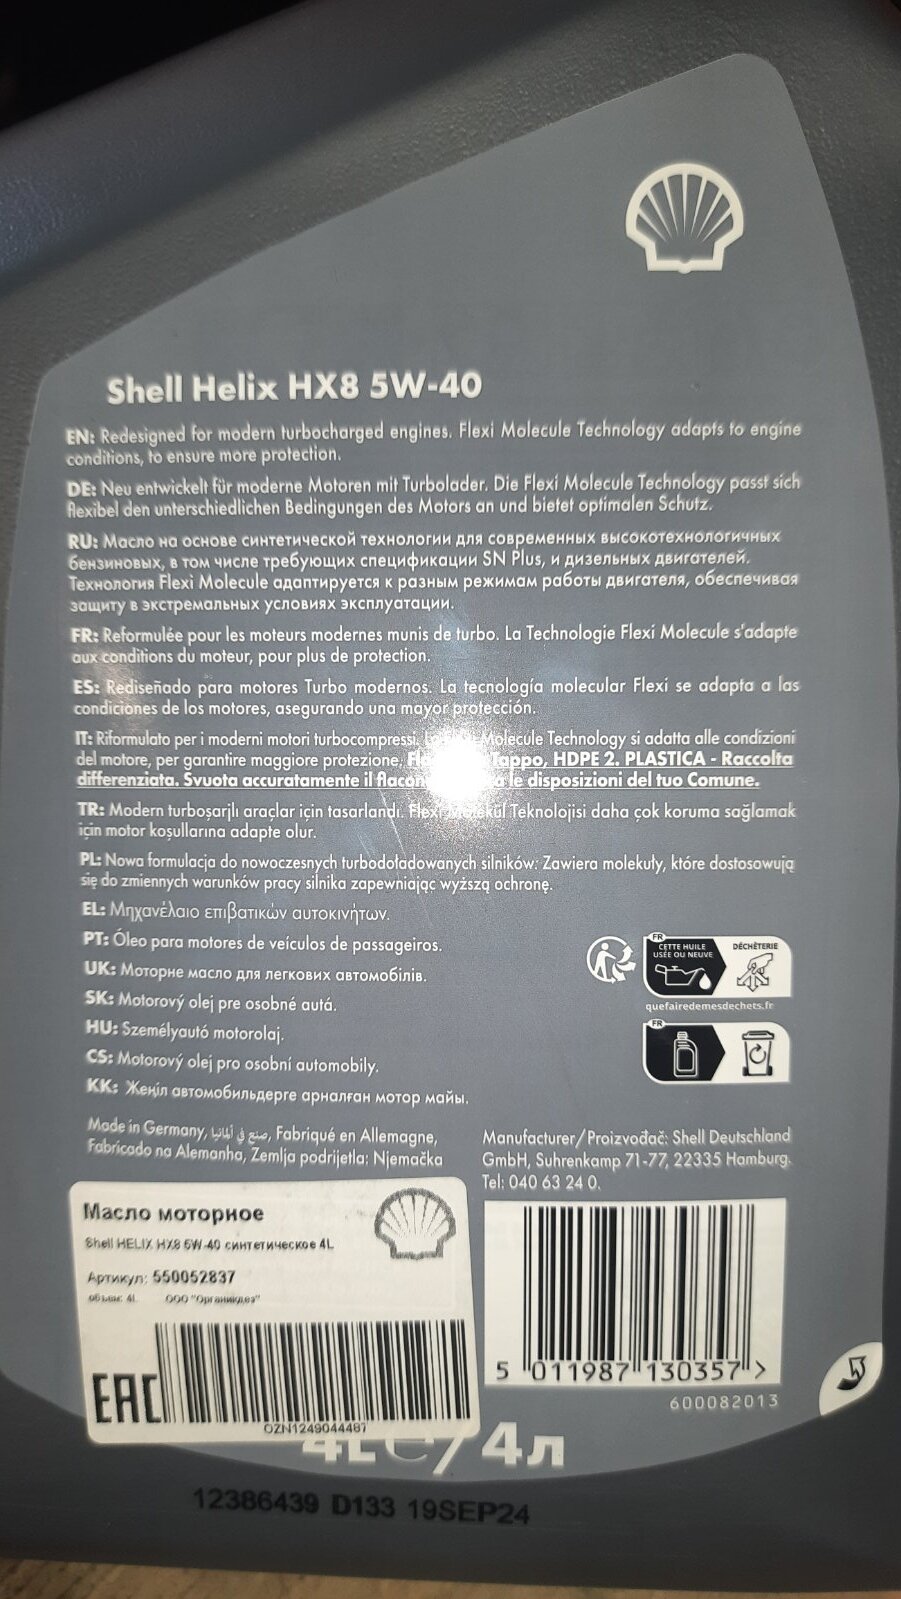 Shell Helix HX8 5W-40
EN: Redesigned for modern turbocharged engines. Flexi Molecule Technology adapts to engine
conditions, to ensure more protection.
DE: Neu entwickelt für moderne Motoren mit Turbolader. Die Flexi Molecule Technology passt sich
flexibel den unterschiedlichen Bedingungen des Motors an und bietet optimalen Schutz.
RU: Масло на основе синтетической технологии для современных высокотехнологичных
бензиновых, в том числе требующих спецификации SN Plus, и дизельных двигателей.
Технология Flexi Molecule адаптируется к разным режимам работы двигателя, обеспечивая
защиту в экстремальных условиях эксплуатации.
FR: Reformulée pour les moteurs modernes munis de turbo. La Technologie Flexi Molecule s'adapte
aux conditions du moteur, pour plus de protection.
ES: Rediseñado para motores Turbo modernos. La tecnología molecular Flexi se adapta a las
condiciones de los motores, asegurando una mayor protección.
IT: Riformulato per i moderni motori turbocompressi. Molecule Technology si adatta alle condizioni
del motore, per garantire maggiore protezione. Tappo, HDPE 2. PLASTICA - Raccolta
differenziata. Svuota accuratamente il le disposizioni del tuo Comune.
TR: Modern turboşarjlı araçlar için tasarlandı. Teknolojisi daha çok koruma sağlamak
için motor koşullarına adapte olur.
PL: Nowa formulacja do nowoczesnych turbodoładowanych silników. Zawiera molekuły, które dostosowują
się do zmiennych warunków pracy silnika zapewniając wyższą ochronę.
EL: Μηχανέλαιο επιβατικών αυτοκινήτων.
PT: Óleo para motores de veículos de passageiros.
UK: Моторне масло для легкових автомобілів.
SK: Motorový olej pre osobné autá.
HU: Személyautó motorolaj.
CS: Motorový olej pro osobní automobily.
KK: Жеңіл автомобильдерге арналған мотор майы.
FR
CETTE HUILE
USÉE OU NEUVE
DÉCHÈTERIE
quefairedemesdechets.fr
FR
Made in Germany, صنع في ألمانيا, Fabriqué en Allemagne,
Fabricado na Alemanha, Zemlja podrijetla: Njemačka
Manufacturer/Proizvođač: Shell Deutschland
GmbH, Suhrenkamp 71-77, 22335 Hamburg.
Tel: 040 63 24 0.
Масло моторное
Shell HELIX HX8 5W-40 синтетическое 4L
Артикул: 550052837
объем: 4L ООО "Органикдез"
EAC
OZN1249044487
5 011987 130357 >
600082013
4L e / 4л
12386439 D133 19SEP24